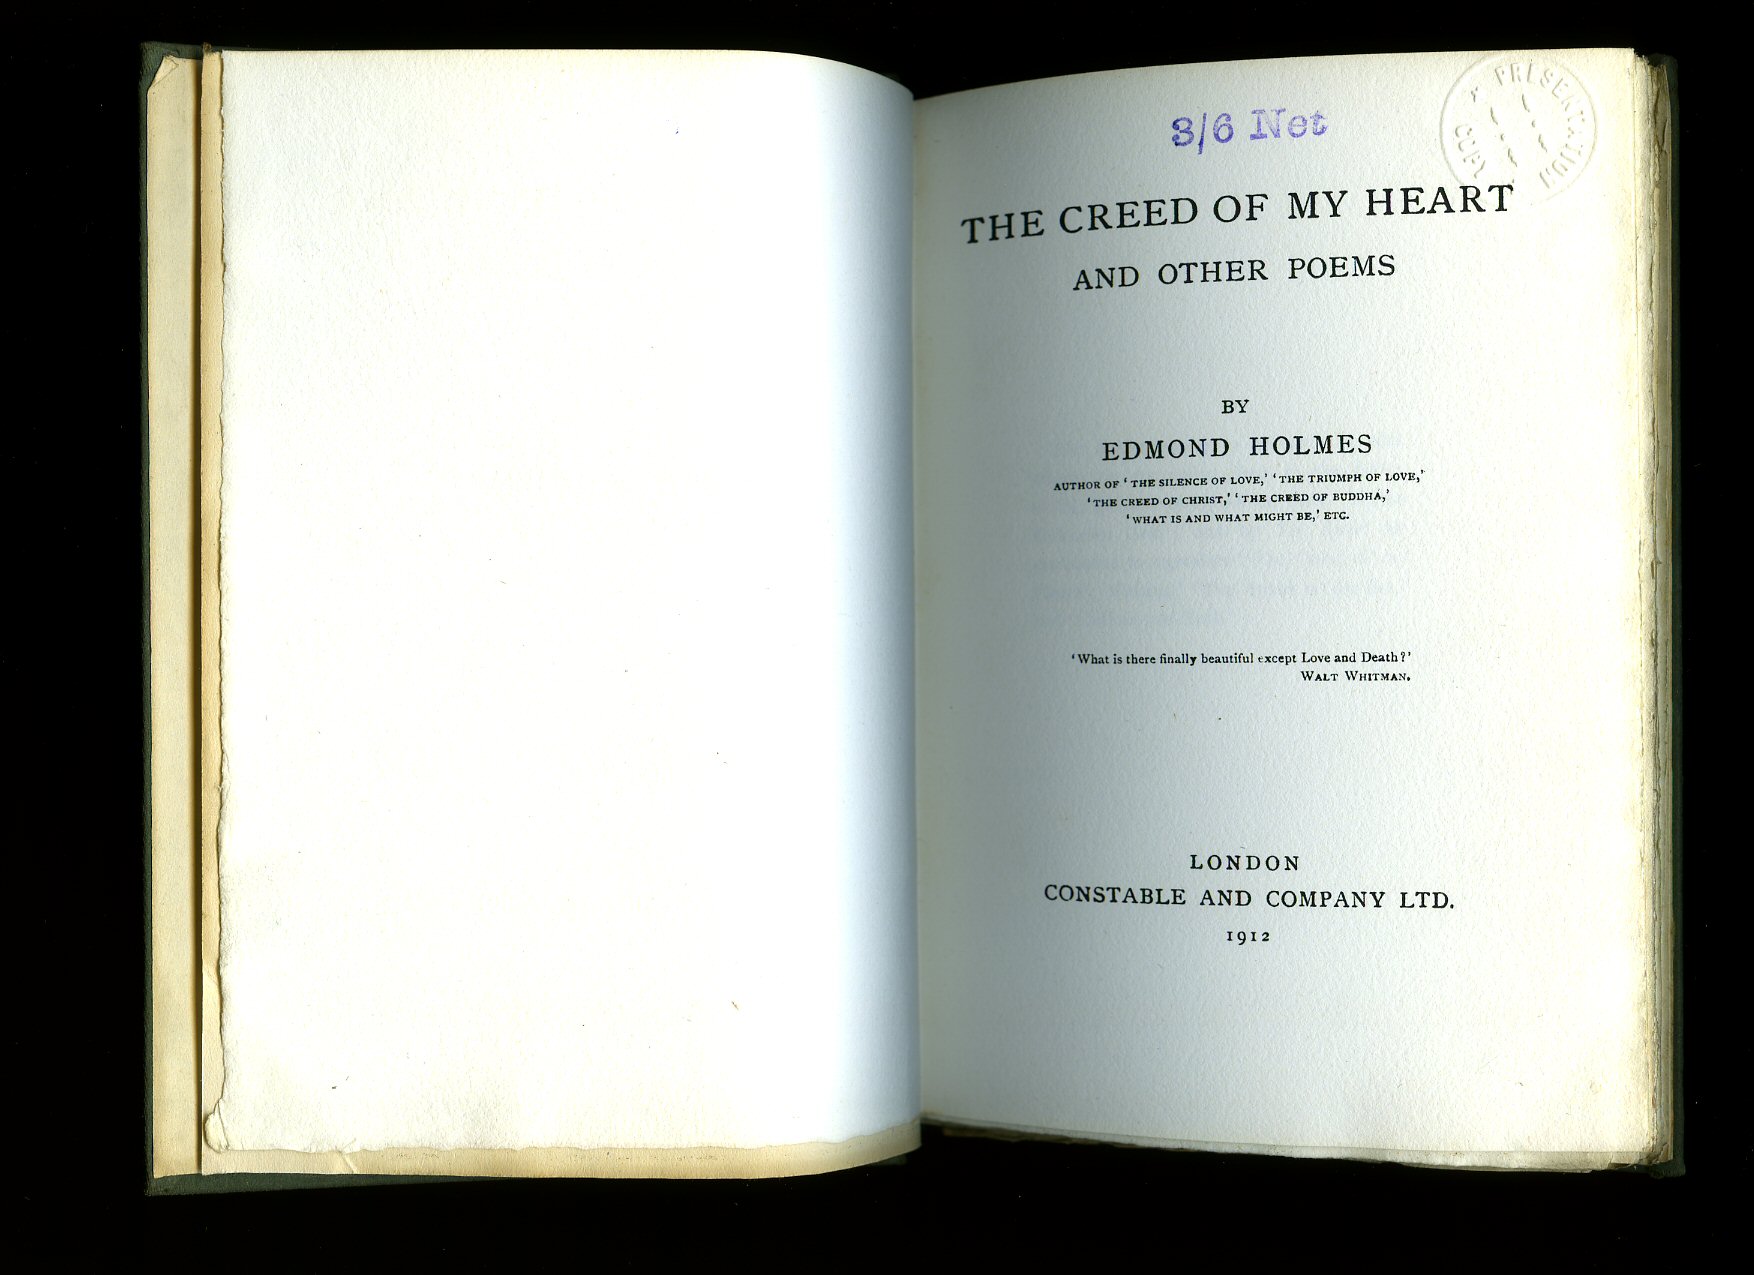 3/6 Net
PRESENTATION COPY
THE CREED OF MY HEART
AND OTHER POEMS
BY
EDMOND HOLMES
AUTHOR OF ‘THE SILENCE OF LOVE,’ ‘THE TRIUMPH OF LOVE,’
‘THE CREED OF CHRIST,’ ‘THE CREED OF BUDDHA,’
‘WHAT IS AND WHAT MIGHT BE,’ ETC.
‘What is there finally beautiful except Love and Death?’
WALT WHITMAN.
LONDON
CONSTABLE AND COMPANY LTD.
1912